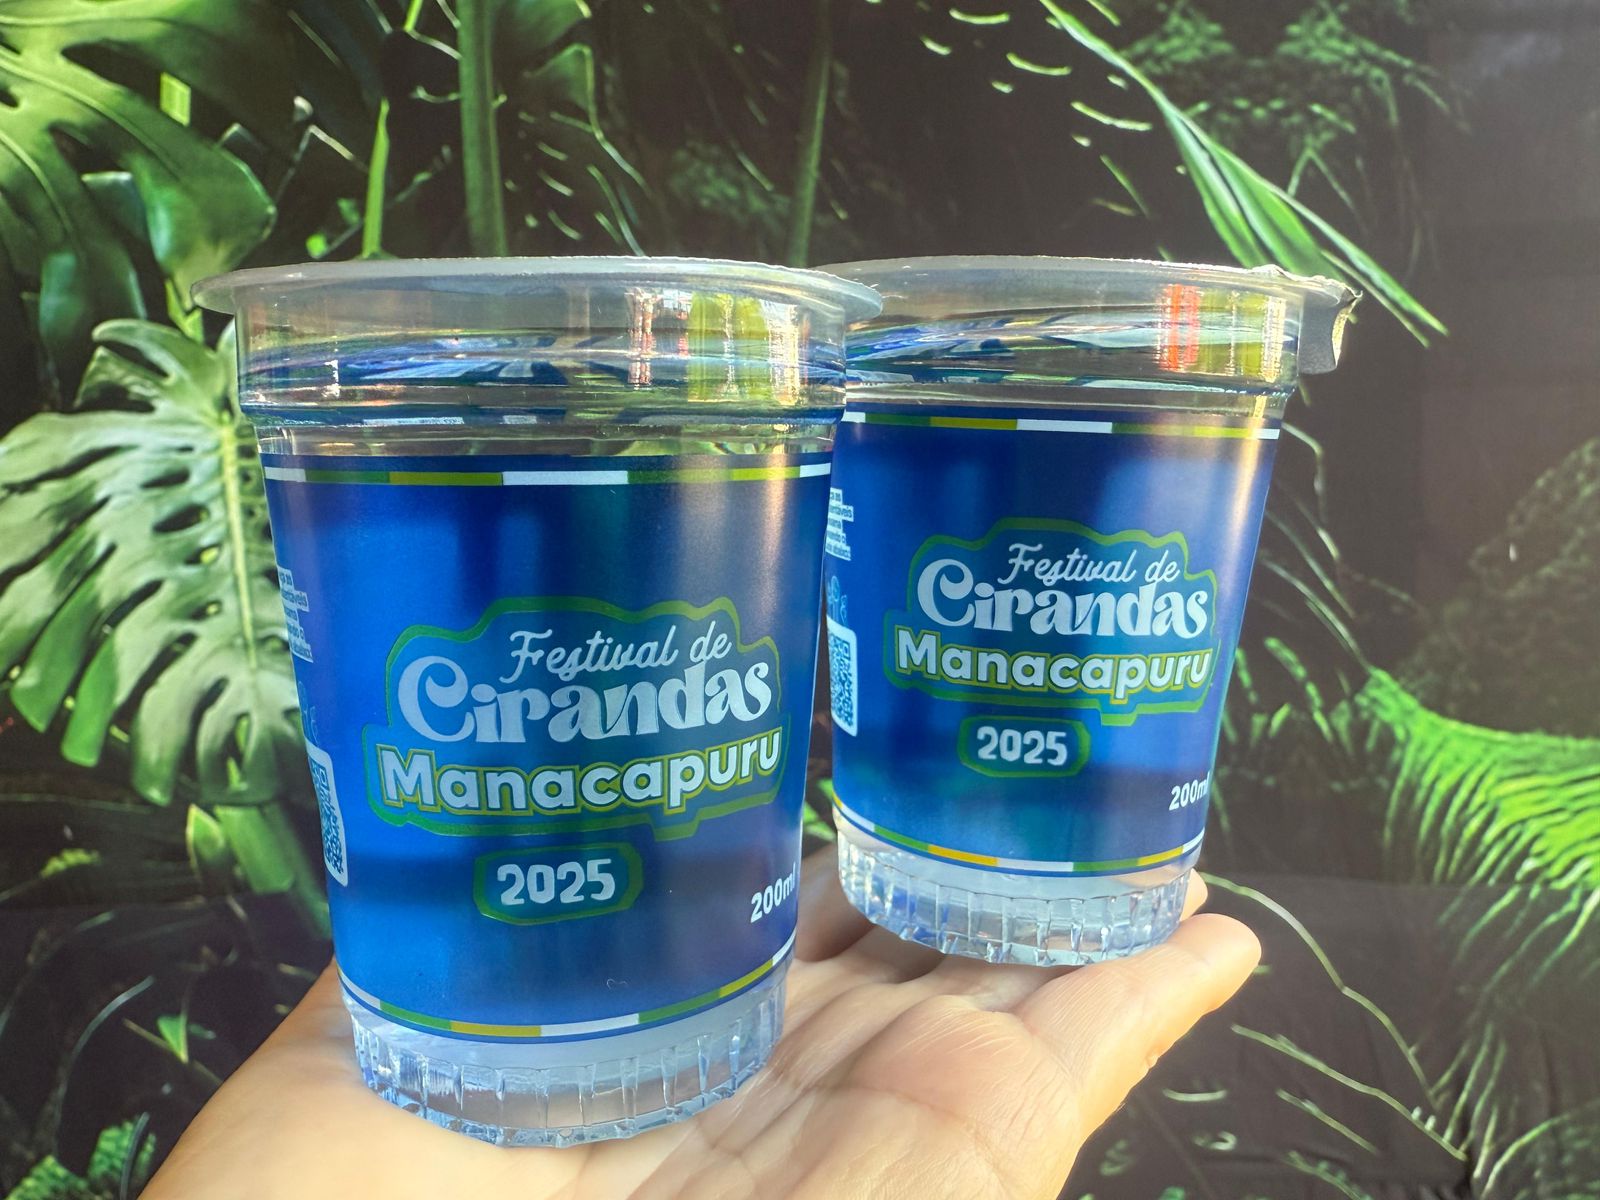 Festival de
Cirandas
Manacapuru
2025
200ml
Festival de
Cirandas
Manacapuru
2025
200ml